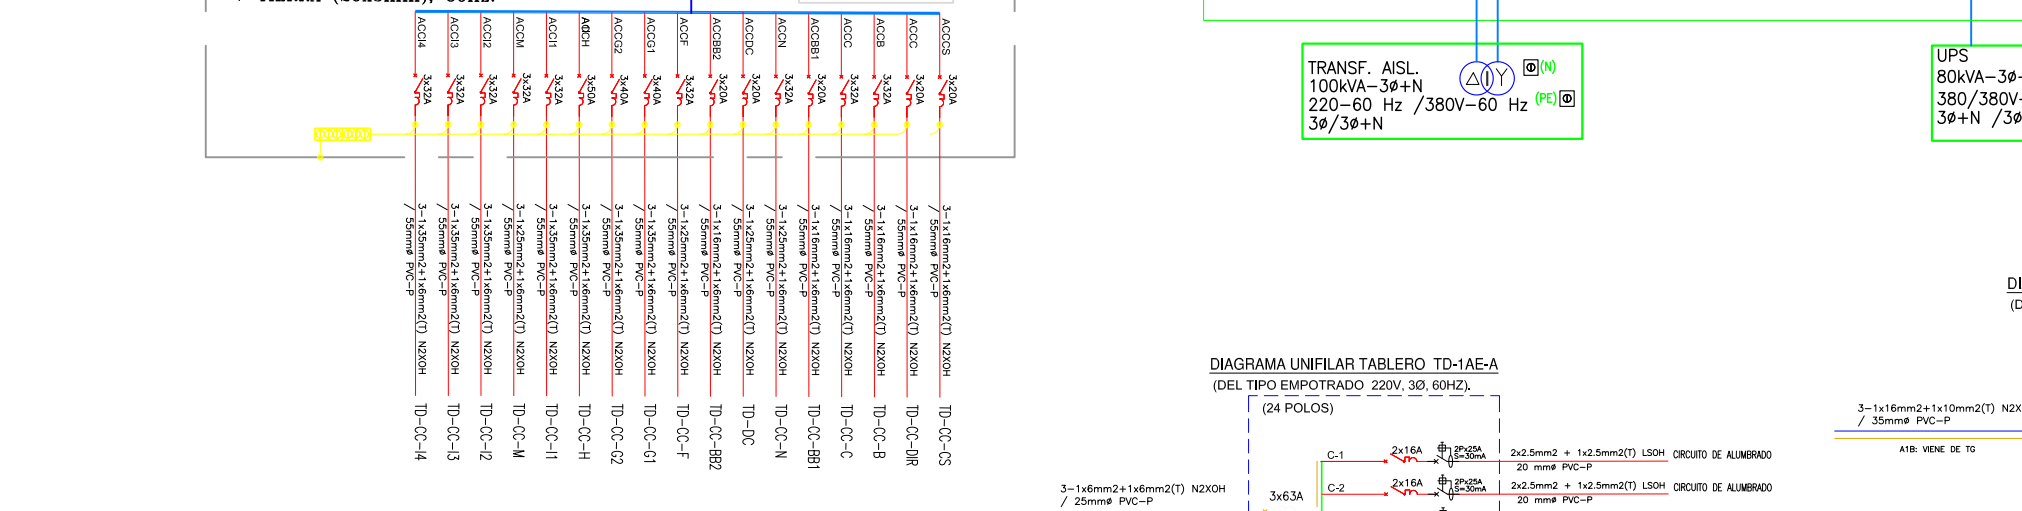 ACCI4
ACCI3
ACCI2
ACCM
ACCI1
ACCG2
ACCG1
ACCF
ACCBB2
ACCDC
ACCN
ACCBB1
ACCC
ACCB
ACCC
ACCCS
3x32A
3x32A
3x32A
3x32A
3x32A
3x50A
3x40A
3x40A
3x32A
3x20A
3x20A
3x20A
3x32A
3x32A
3x20A
3x20A
3-1x35mm2+1x6mm2(T) N2XOH
/ 55mmø PVC-P
3-1x35mm2+1x6mm2(T) N2XOH
/ 55mmø PVC-P
3-1x35mm2+1x6mm2(T) N2XOH
/ 55mmø PVC-P
3-1x25mm2+1x6mm2(T) N2XOH
/ 55mmø PVC-P
3-1x35mm2+1x6mm2(T) N2XOH
/ 55mmø PVC-P
3-1x35mm2+1x6mm2(T) N2XOH
/ 55mmø PVC-P
3-1x35mm2+1x6mm2(T) N2XOH
/ 55mmø PVC-P
3-1x35mm2+1x6mm2(T) N2XOH
/ 55mmø PVC-P
3-1x25mm2+1x6mm2(T) N2XOH
/ 55mmø PVC-P
3-1x16mm2+1x6mm2(T) N2XOH
/ 55mmø PVC-P
3-1x25mm2+1x6mm2(T) N2XOH
/ 55mmø PVC-P
3-1x25mm2+1x6mm2(T) N2XOH
/ 55mmø PVC-P
3-1x16mm2+1x6mm2(T) N2XOH
/ 55mmø PVC-P
3-1x16mm2+1x6mm2(T) N2XOH
/ 55mmø PVC-P
3-1x16mm2+1x6mm2(T) N2XOH
/ 55mmø PVC-P
3-1x16mm2+1x6mm2(T) N2XOH
/ 55mmø PVC-P
3-1x16mm2+1x6mm2(T) N2XOH
/ 55mmø PVC-P
TD-CC-I4
TD-CC-I3
TD-CC-I2
TD-CC-M
TD-CC-I1
TD-CC-H
TD-CC-G2
TD-CC-G1
TD-CC-F
TD-CC-BB2
TD-DC
TD-CC-N
TD-CC-BB1
TD-CC-C
TD-CC-B
TD-CC-DIR
TD-CC-CS
TRANSF. AISL.
100kVA-3ø+N
220-60 Hz /380V-60 Hz
3ø/3ø+N
Y
(N)
(PE)
UPS
80kVA-3ø-
380/380V-
3ø+N /3ø
DI
(D
DIAGRAMA UNIFILAR TABLERO TD-1AE-A
(DEL TIPO EMPOTRADO 220V, 3Ø, 60HZ).
(24 POLOS)
3-1x6mm2+1x6mm2(T) N2XOH
/ 25mmø PVC-P
3x63A
C-1 2x16A 2Px25A
S=30mA
2x2.5mm2 + 1x2.5mm2(T) LSOH CIRCUITO DE ALUMBRADO
20 mmø PVC-P
C-2 2x16A 2Px25A
S=30mA
2x2.5mm2 + 1x2.5mm2(T) LSOH CIRCUITO DE ALUMBRADO
20 mmø PVC-P
3-1x16mm2+1x10mm2(T) N2X
/ 35mmø PVC-P
A1B: VIENE DE TG